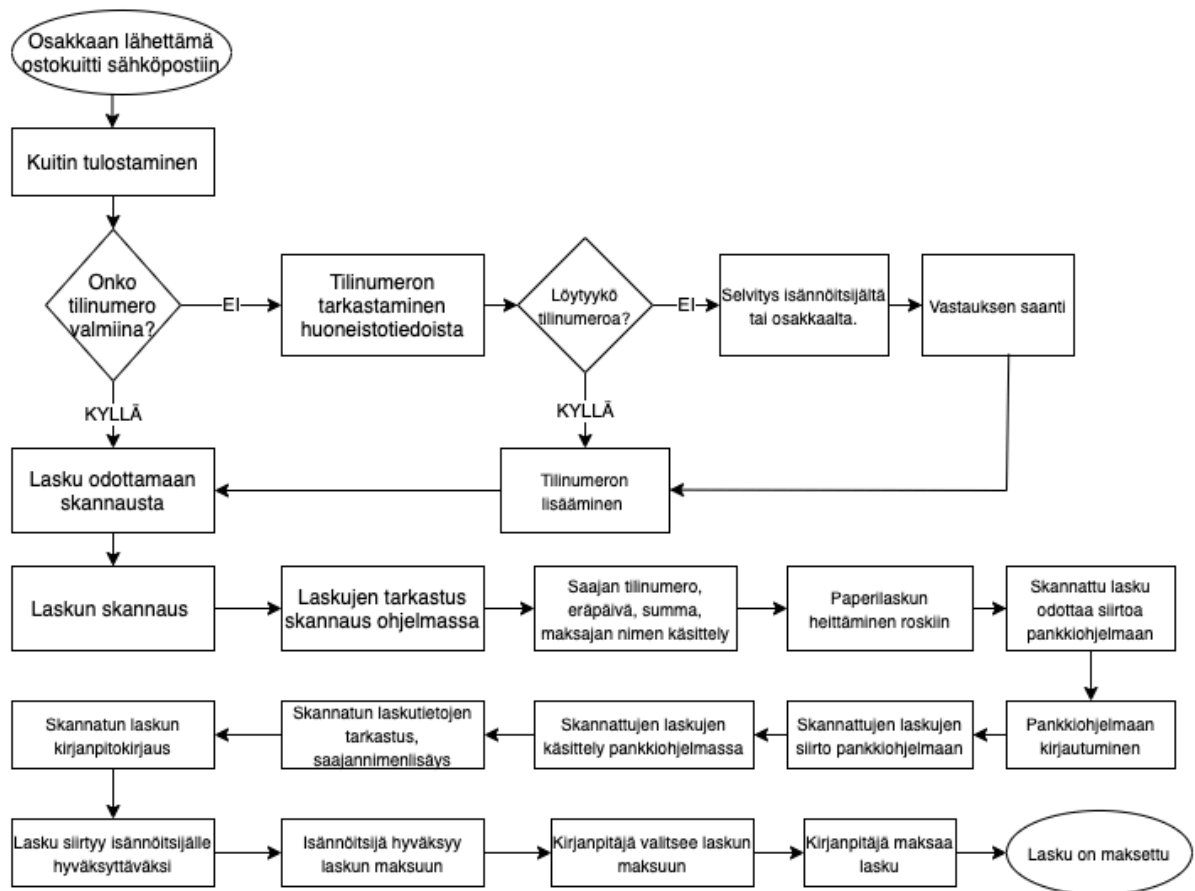 Osakkaan lähettämä
ostokuitti sähköpostiin
Kuitin tulostaminen
Onko
tilinumero
valmiina?
EI
Tilinumeron
tarkastaminen
huoneistotiedoista
Löytyykö
tilinumeroa?
EI
Selvitys isännöitsijältä
tai osakkaalta.
Vastauksen saanti
KYLLÄ
KYLLÄ
Lasku odottamaan
skannausta
Tilinumeron
lisääminen
Laskun skannaus
Laskujen tarkastus
skannaus ohjelmassa
Saajan tilinumero,
eräpäivä, summa,
maksajan nimen käsittely
Paperilaskun
heittäminen roskiin
Skannattu lasku
odottaa siirtoa
pankkiohjelmaan
Skannatun laskun
kirjanpitokirjaus
Skannatun laskutietojen
tarkastus,
saajannimenlisäys
Skannattujen laskujen
käsittely pankkiohjelmassa
Skannattujen laskujen
siirto pankkiohjelmaan
Pankkiohjelmaan
kirjautuminen
Lasku siirtyy isännöitsijälle
hyväksyttäväksi
Isännöitsijä hyväksyy
laskun maksuun
Kirjanpitäjä valitsee laskun
maksuun
Kirjanpitäjä maksaa
lasku
Lasku on maksettu